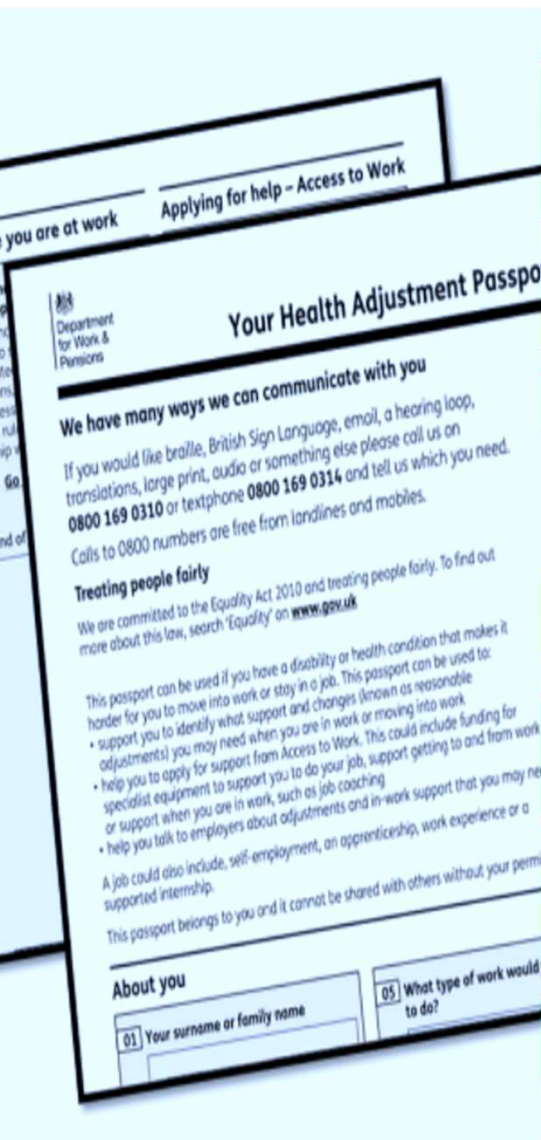 you are at work
Applying for help – Access to Work
Go
nd of
Department
for Work &
Pensions
Your Health Adjustment Passpo
We have many ways we can communicate with you
If you would like braille, British Sign Language, email, a hearing loop,
translations, large print, audio or something else please call us on
0800 169 0310 or textphone 0800 169 0314 and tell us which you need.
Calls to 0800 numbers are free from landlines and mobiles.
Treating people fairly
We are committed to the Equality Act 2010 and treating people fairly. To find out
more about this law, search 'Equality' on www.gov.uk
This passport can be used if you have a disability or health condition that makes it
harder for you to move into work or stay in a job. This passport can be used to:
• support you to identify what support and changes (known as reasonable
adjustments) you may need when you are in work or moving into work
• help you to apply for support from Access to Work. This could include funding for
specialist equipment to support you to do your job, support getting to and from work
or support when you are in work, such as job coaching
• help you talk to employers about adjustments and in-work support that you may ne
A job could also include, self-employment, an apprenticeship, work experience or a
supported internship.
This passport belongs to you and it cannot be shared with others without your permi
About you
01 Your surname or family name
05 What type of work would
to do?